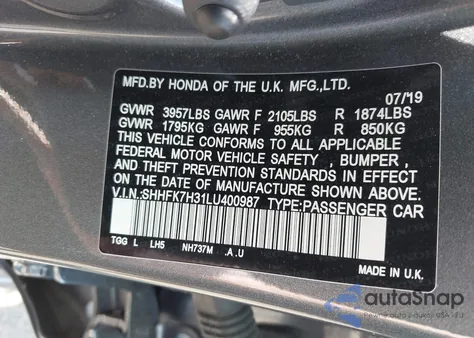 MFD.BY HONDA OF THE U.K. MFG.,LTD.
07/'19
GVWR 3957LBS GAWR F 2105LBS R 1874LBS
GVWR 1795KG GAWR F 955KG R 850KG
THIS VEHICLE CONFORMS TO ALL APPLICABLE
FEDERAL MOTOR VEHICLE SAFETY , BUMPER ,
AND THEFT PREVENTION STANDARDS IN EFFECT
ON THE DATE OF MANUFACTURE SHOWN ABOVE.
V.I.N.:SHHFK7H31LU400987 TYPE:PASSENGER CAR
TGG L LH5 NH737M .A .U
MADE IN U.K.
autoSnap